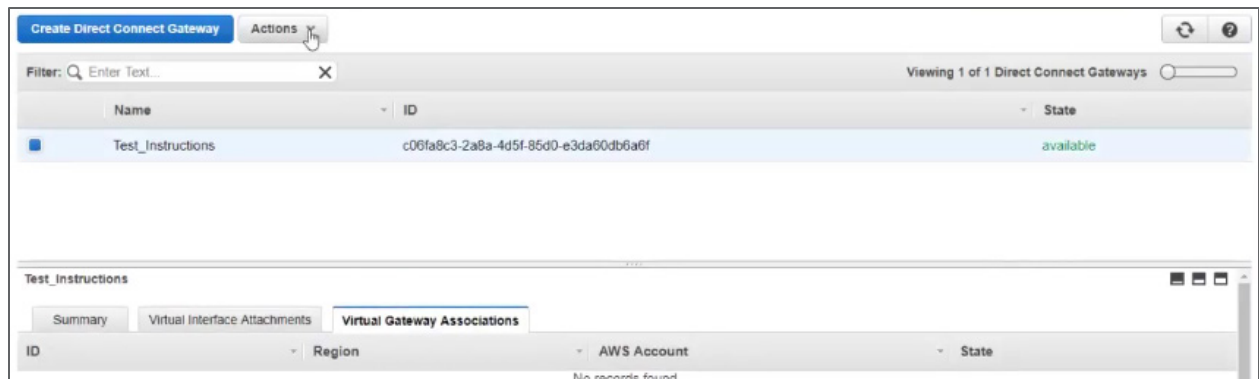 Create Direct Connect Gateway Actions
Filter: Enter Text... Viewing 1 of 1 Direct Connect Gateways
Name ID State
Test_Instructions c06fa8c3-2a8a-4d5f-85d0-e3da60db6a6f available
Test_Instructions
Summary Virtual Interface Attachments Virtual Gateway Associations
ID Region AWS Account State
No records found